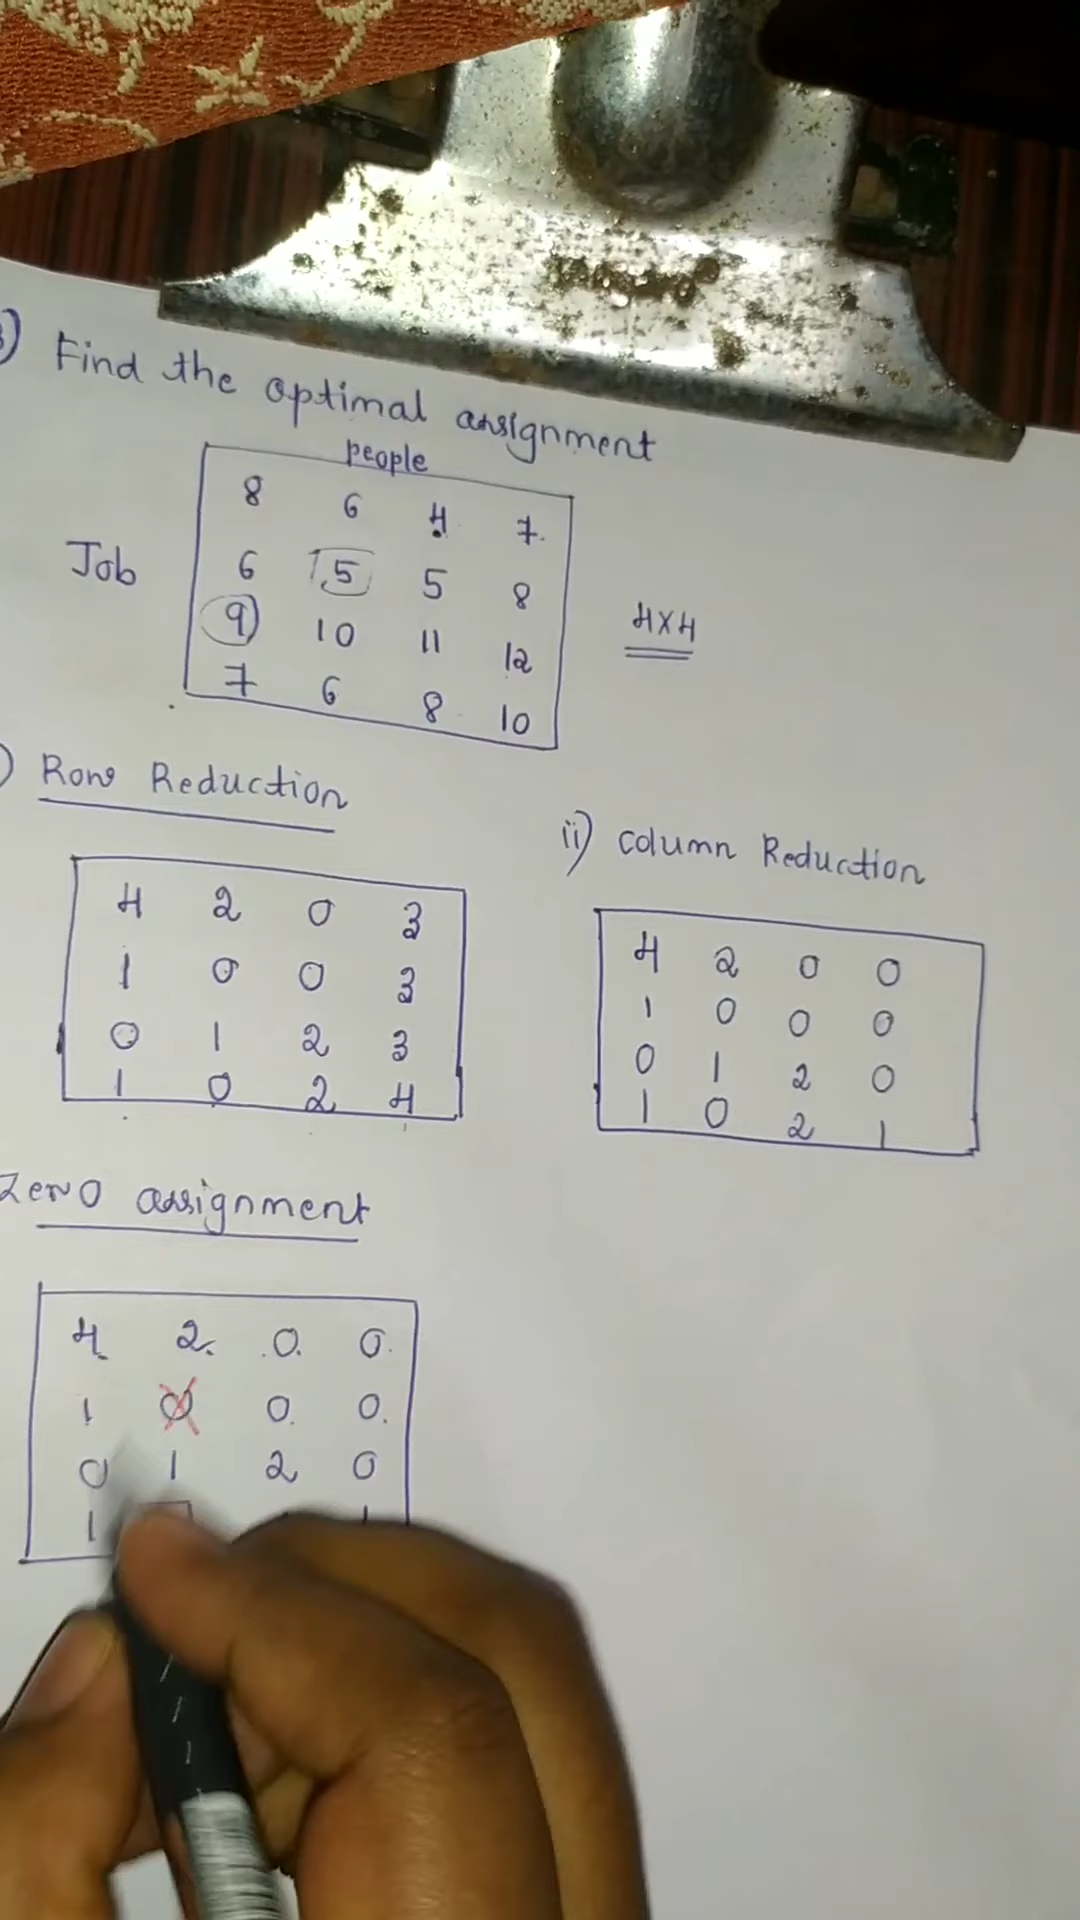 Find the optimal assignment
people
8 6 4 7.
Job
6 5 5 8
9 10 11 12
4x4
7 6 8 10
) Row Reduction
ii) Column Reduction
4 2 0 3
1 0 0 3
0 1 2 3
1 0 2 4
4 2 0 0
1 0 0 0
0 1 2 0
1 0 2 1
Zero assignment
4. 2. .0. 0.
1 0 0. 0.
0 1 2 0
1